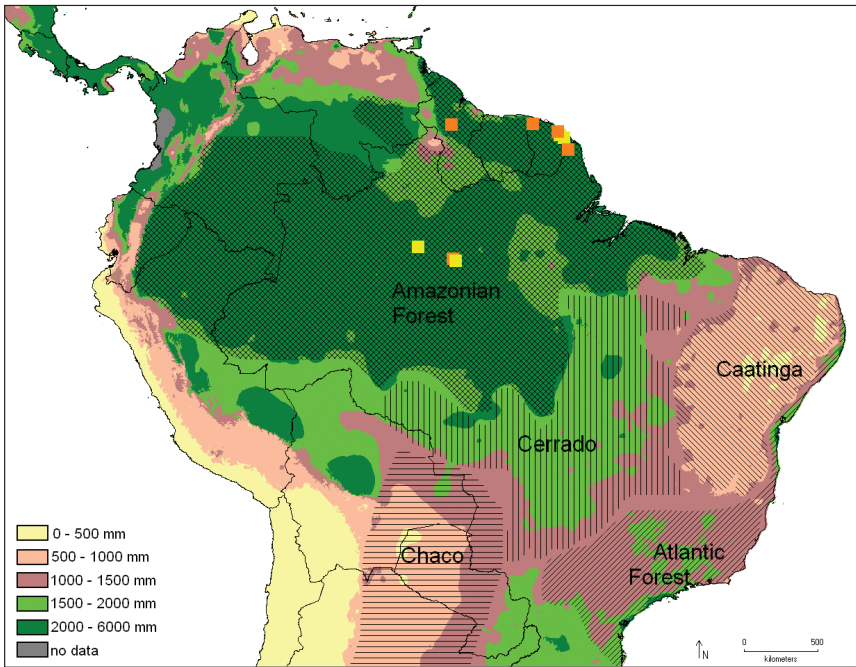 Amazonian
Forest
Caatinga
Cerrado
Chaco
Atlantic
Forest
0 - 500 mm
500 - 1000 mm
1000 - 1500 mm
1500 - 2000 mm
2000 - 6000 mm
no data
N
0 500
kilometers